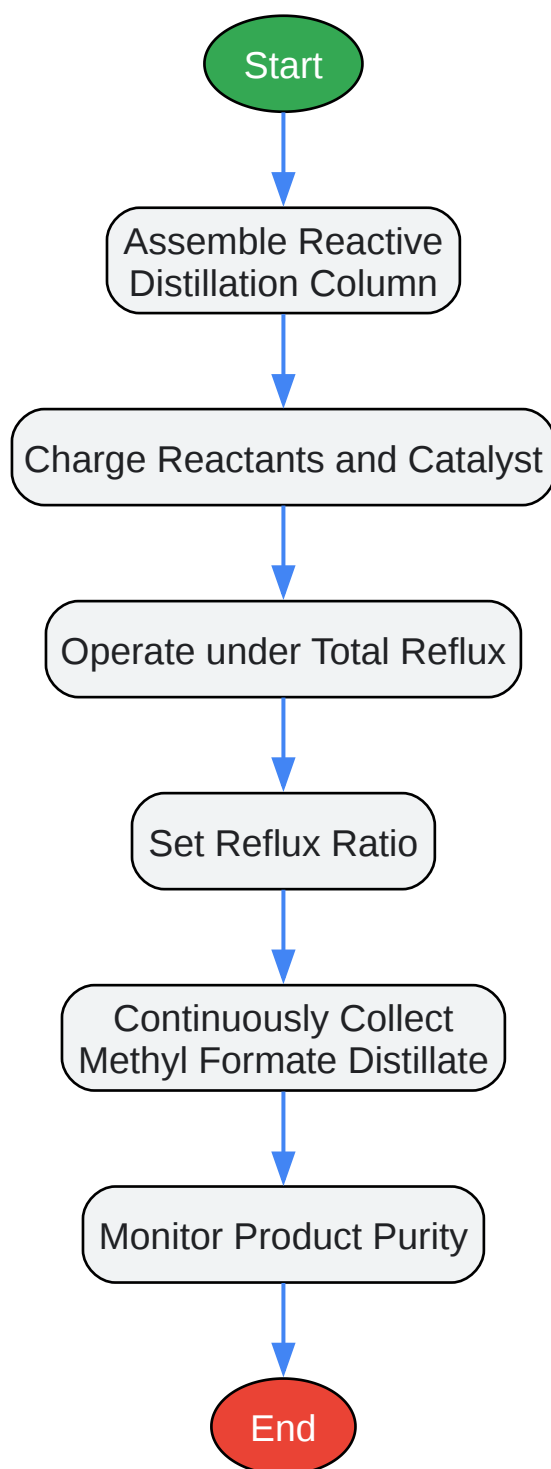 Start
Assemble Reactive
Distillation Column
Charge Reactants and Catalyst
Operate under Total Reflux
Set Reflux Ratio
Continuously Collect
Methyl Formate Distillate
Monitor Product Purity
End